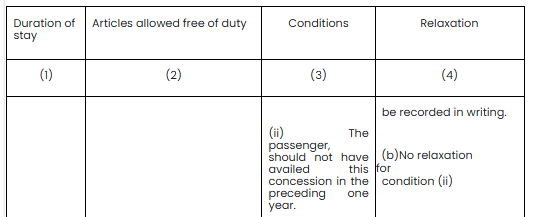 Duration of stay
Articles allowed free of duty
Conditions
Relaxation
(1)
(2)
(3)
(4)
(ii) The
passenger,
should not have
availed this
concession in the
preceding one
year.
be recorded in writing.
(b)No relaxation
for
condition (ii)